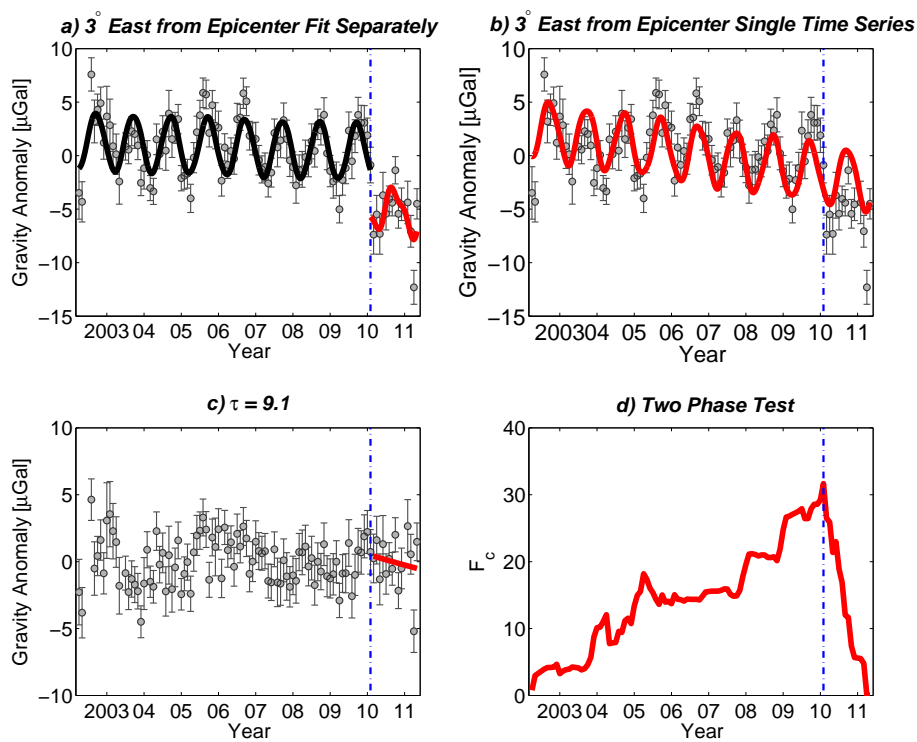 a) 3° East from Epicenter Fit Separately
b) 3° East from Epicenter Single Time Series
10
5
0
−5
−10
−15
Gravity Anomaly [μGal]
2003 04 05 06 07 08 09 10 11
Year
10
5
0
−5
−10
−15
Gravity Anomaly [μGal]
200304 05 06 07 08 09 10 11
Year
c) τ = 9.1
d) Two Phase Test
10
5
0
−5
−10
Gravity Anomaly [μGal]
2003 04 05 06 07 08 09 10 11
Year
40
30
20
10
0
F_c
2003 04 05 06 07 08 09 10 11
Year